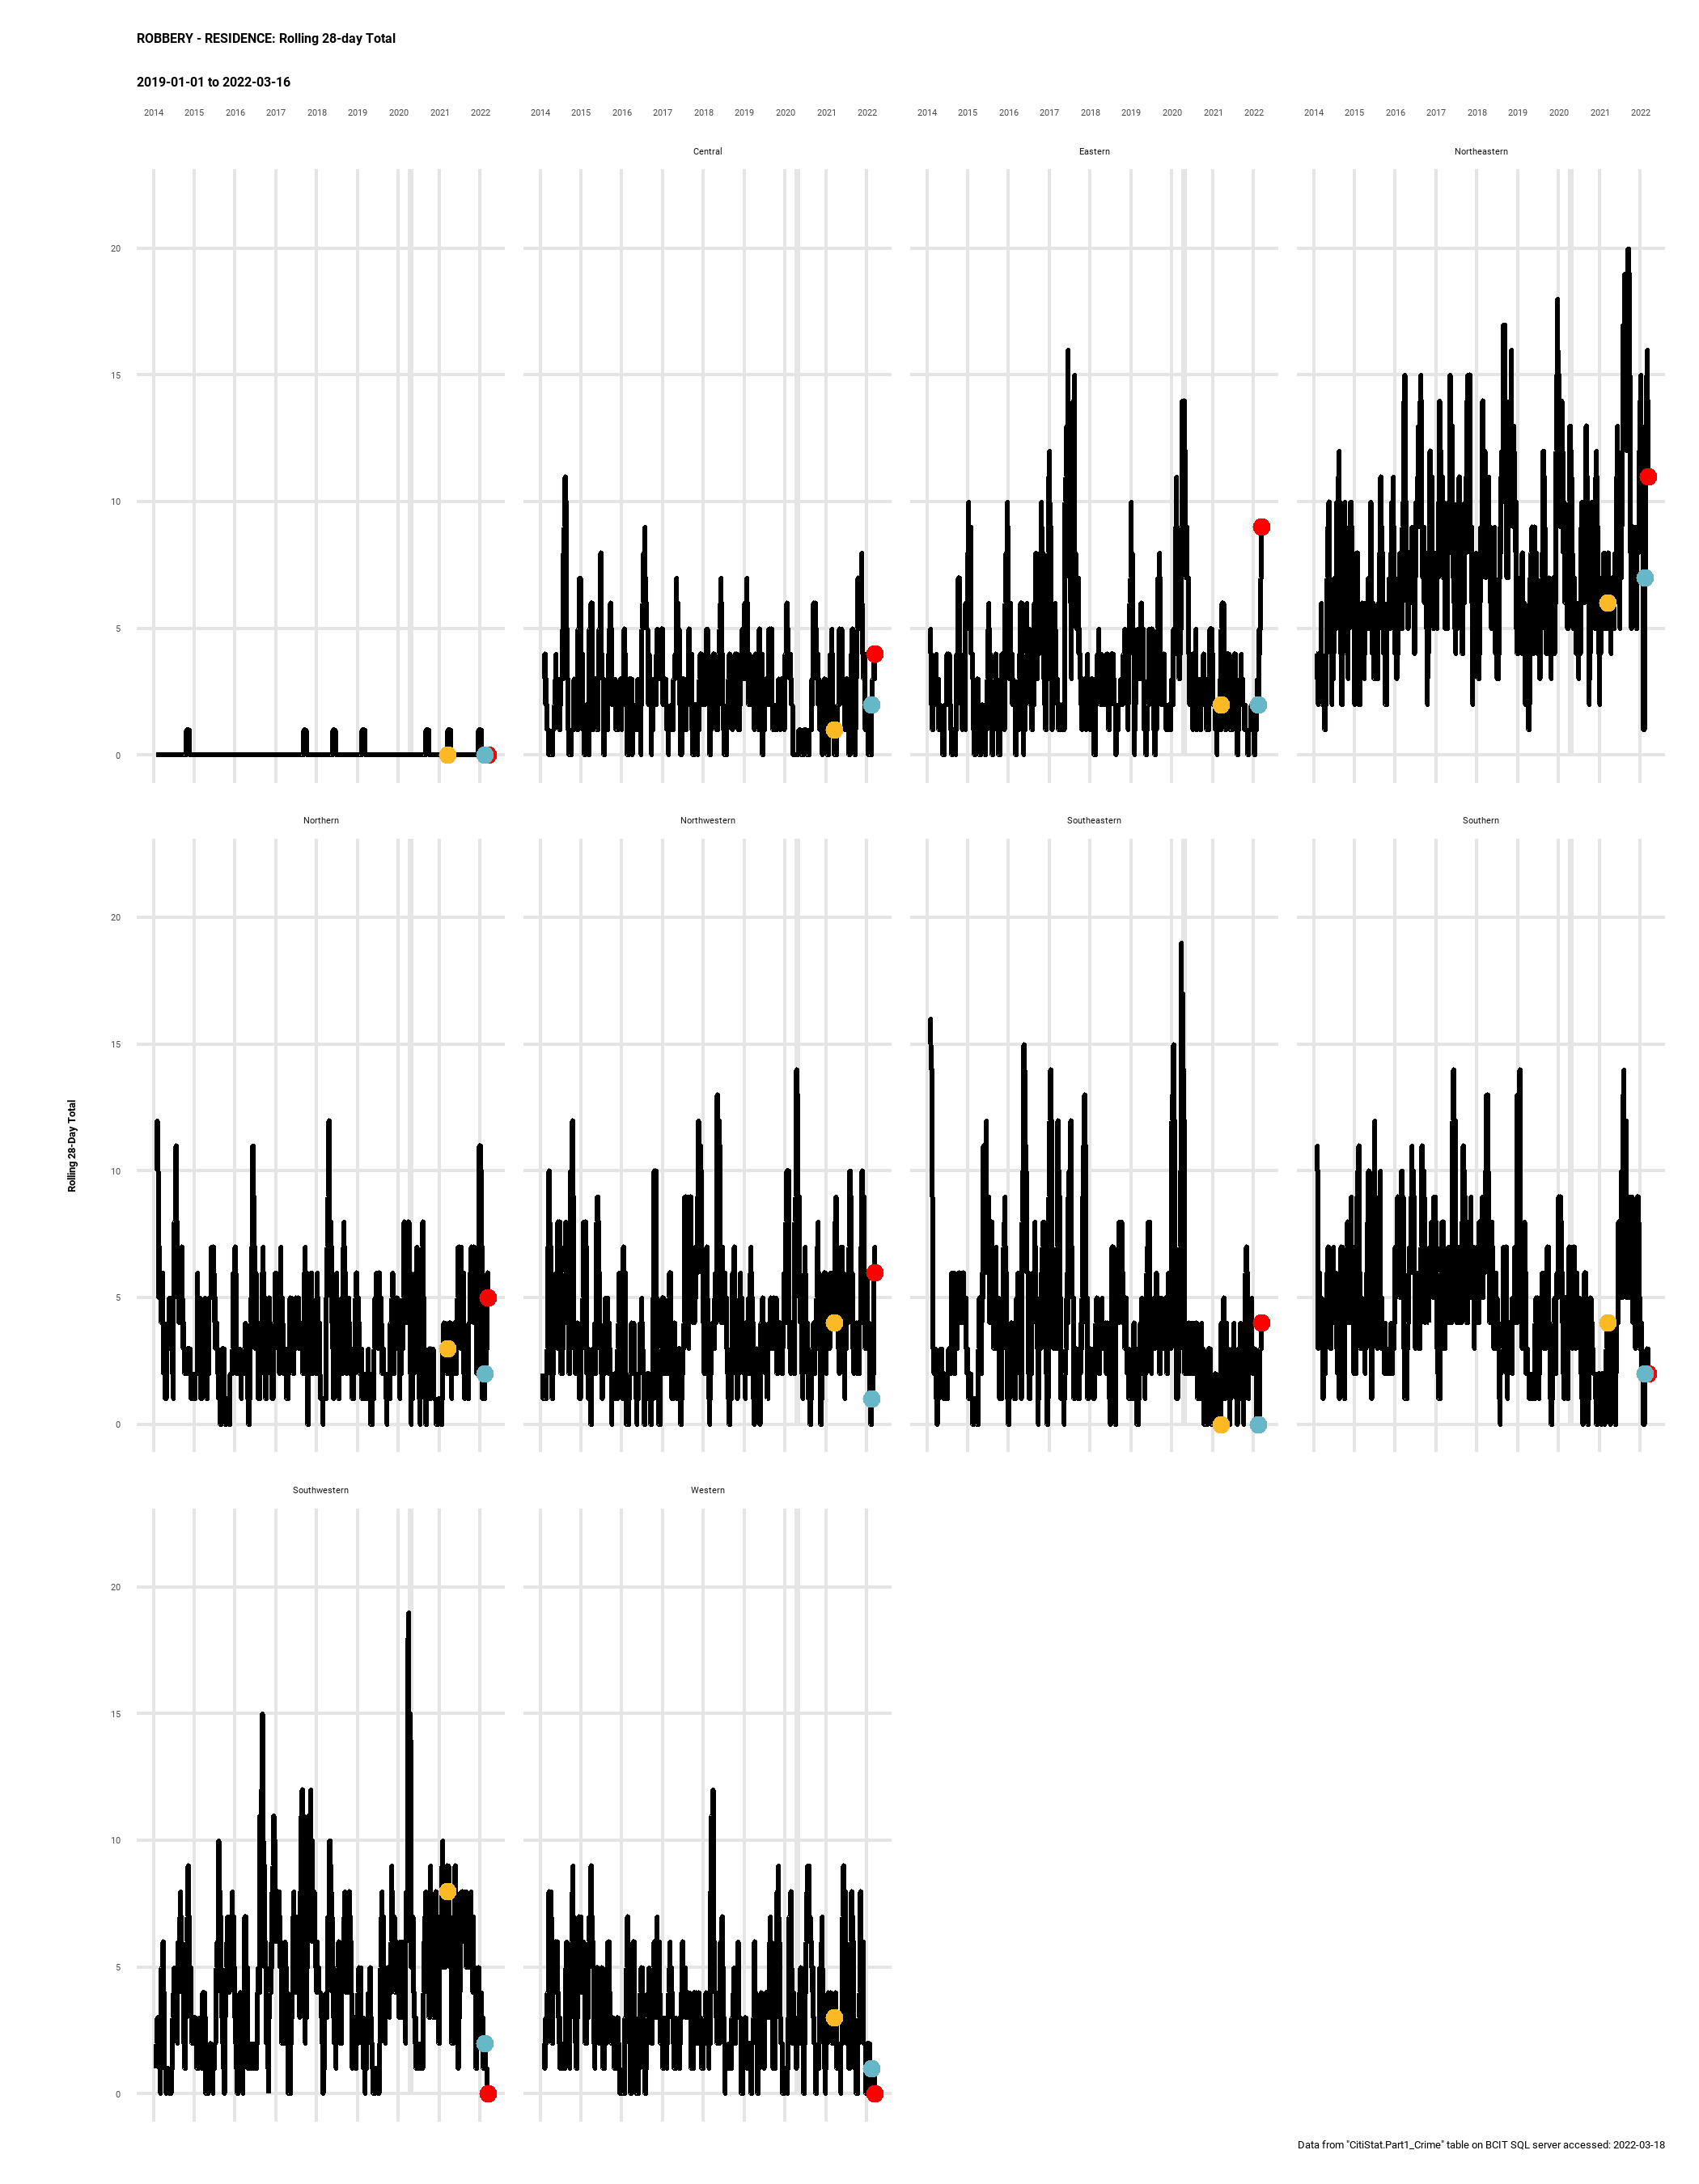 ROBBERY - RESIDENCE: Rolling 28-day Total
2019-01-01 to 2022-03-16
2014 2015 2016 2017 2018 2019 2020 2021 2022 2014 2015 2016 2017 2018 2019 2020 2021 2022 2014 2015 2016 2017 2018 2019 2020 2021 2022 2014 2015 2016 2017 2018 2019 2020 2021 2022
Central Eastern Northeastern
20
15
10
5
0
Northern Northwestern Southeastern Southern
20
15
Rolling 28-Day Total
10
5
0
Southwestern Western
20
15
10
5
0
Data from "CitiStat.Part1_Crime" table on BCIT SQL server accessed: 2022-03-18